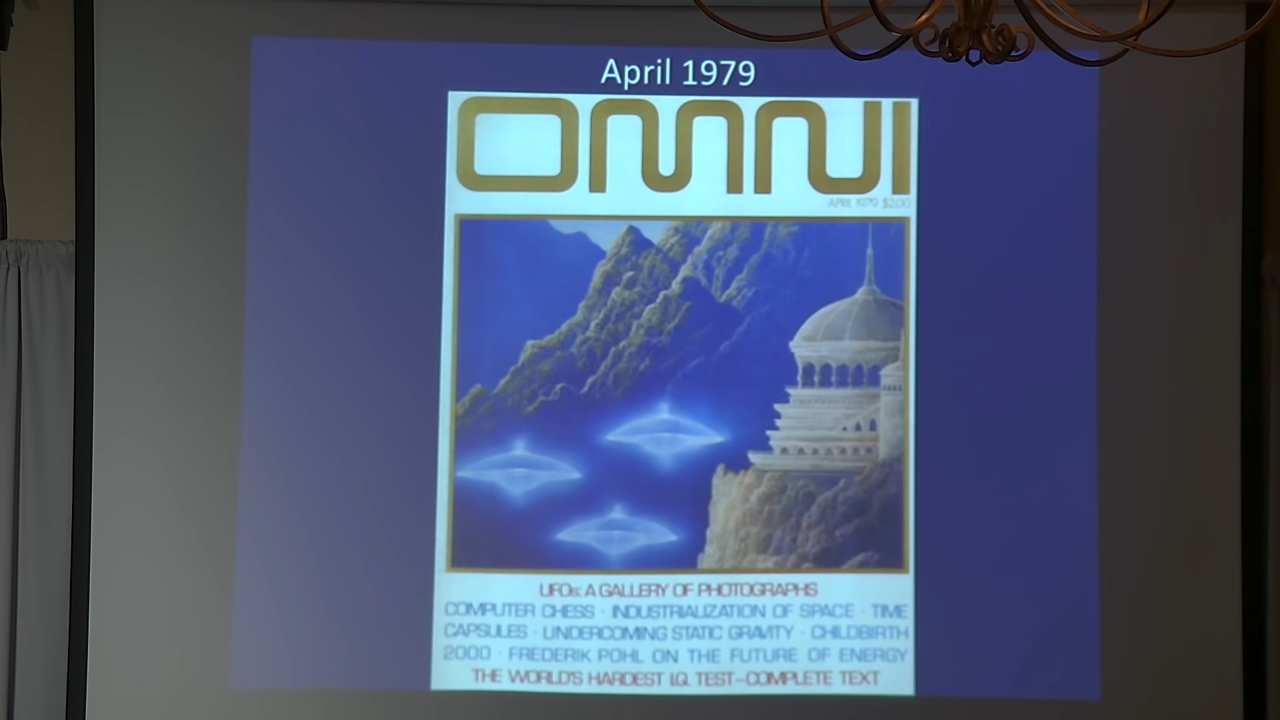 April 1979
OMNI
APRIL 1979 $2.00
UFOs: A GALLERY OF PHOTOGRAPHS
COMPUTER CHESS · INDUSTRIALIZATION OF SPACE · TIME
CAPSULES · UNDERCOMING STATIC GRAVITY · CHILDBIRTH
2000 · FREDERIK POHL ON THE FUTURE OF ENERGY
THE WORLD'S HARDEST I.Q. TEST–COMPLETE TEXT